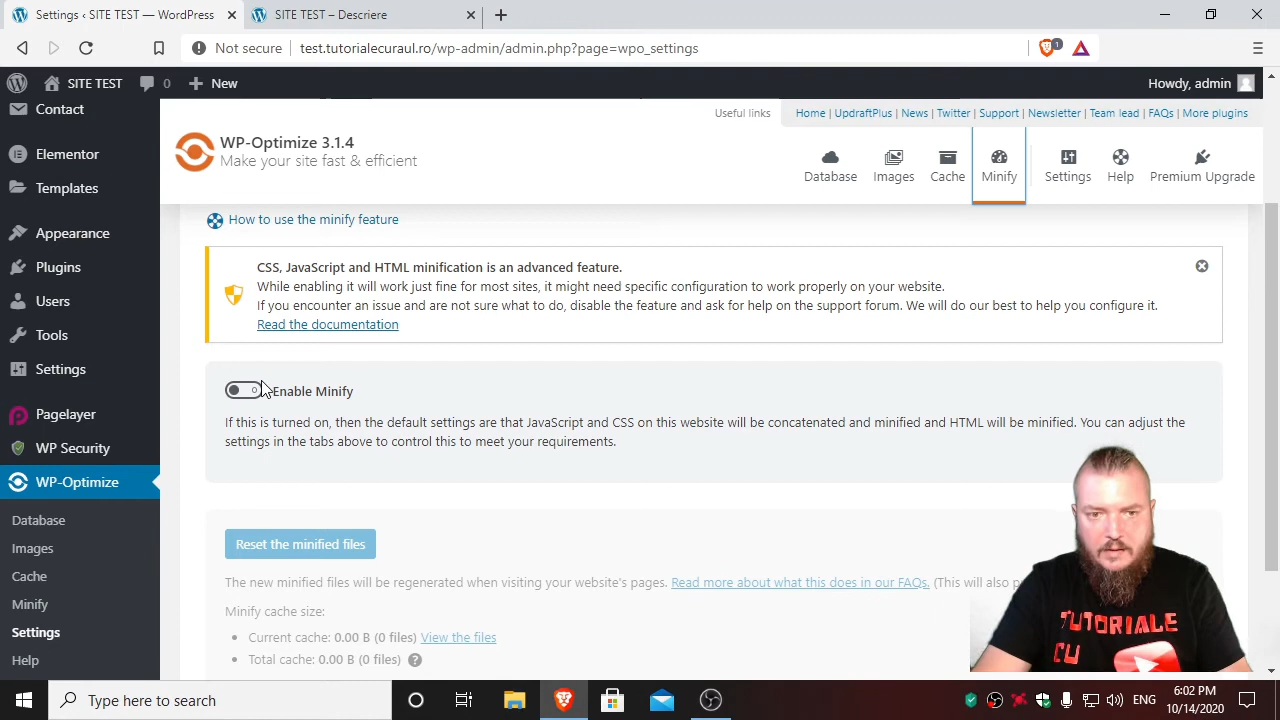 Settings ‹ SITE TEST — WordPress
SITE TEST – Descriere
Not secure
test.tutorialecuraul.ro/wp-admin/admin.php?page=wpo_settings
1
SITE TEST
0
New
Howdy, admin
Contact
Elementor
Templates
Appearance
Plugins
Users
Tools
Settings
Pagelayer
WP Security
WP-Optimize
Database
Images
Cache
Minify
Settings
Help
Useful links
Home | UpdraftPlus | News | Twitter | Support | Newsletter | Team lead | FAQs | More plugins
WP-Optimize 3.1.4
Make your site fast & efficient
Database
Images
Cache
Minify
Settings
Help
Premium Upgrade
How to use the minify feature
CSS, JavaScript and HTML minification is an advanced feature.
While enabling it will work just fine for most sites, it might need specific configuration to work properly on your website.
If you encounter an issue and are not sure what to do, disable the feature and ask for help on the support forum. We will do our best to help you configure it.
Read the documentation
Enable Minify
If this is turned on, then the default settings are that JavaScript and CSS on this website will be concatenated and minified and HTML will be minified. You can adjust the
settings in the tabs above to control this to meet your requirements.
Reset the minified files
The new minified files will be regenerated when visiting your website's pages. Read more about what this does in our FAQs. (This will also p
Minify cache size:
Current cache: 0.00 B (0 files) View the files
Total cache: 0.00 B (0 files) ?
TUTORIALE
CU
Type here to search
ENG
6:02 PM
10/14/2020